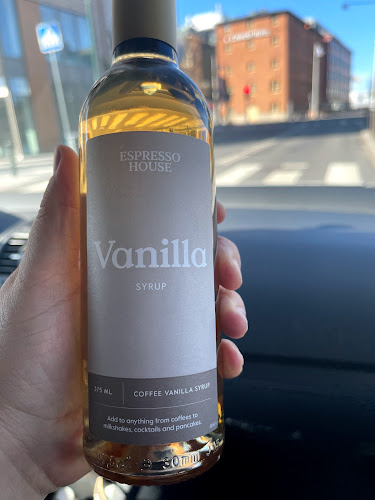 ESPRESSO
HOUSE
Vanilla
SYRUP
375 ML
COFFEE VANILLA SYRUP
Add to anything from coffees to
milkshakes, cocktails and pancakes.